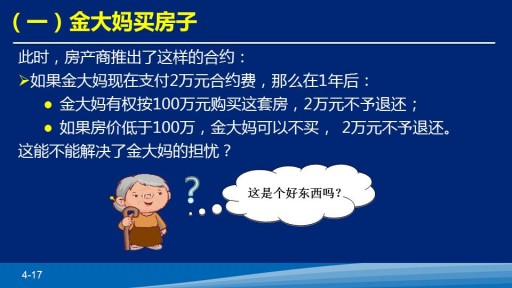 （一）金大妈买房子
此时，房产商推出了这样的合约：
➢如果金大妈现在支付2万元合约费，那么在1年后：
● 金大妈有权按100万元购买这套房，2万元不予退还；
● 如果房价低于100万，金大妈可以不买， 2万元不予退还。
这能不能解决了金大妈的担忧？
？
这是个好东西吗？
4-17